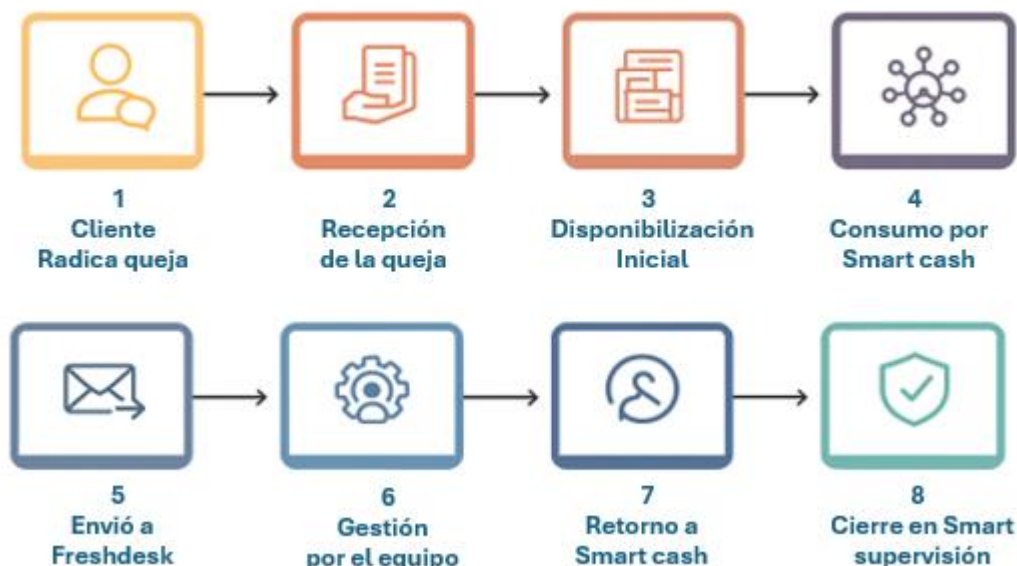 1
Cliente
Radica queja
2
Recepción
de la queja
3
Disponibilización
Inicial
4
Consumo por
Smart cash
5
Envió a
Freshdesk
6
Gestión
por el equipo
7
Retorno a
Smart cash
8
Cierre en Smart
supervisión